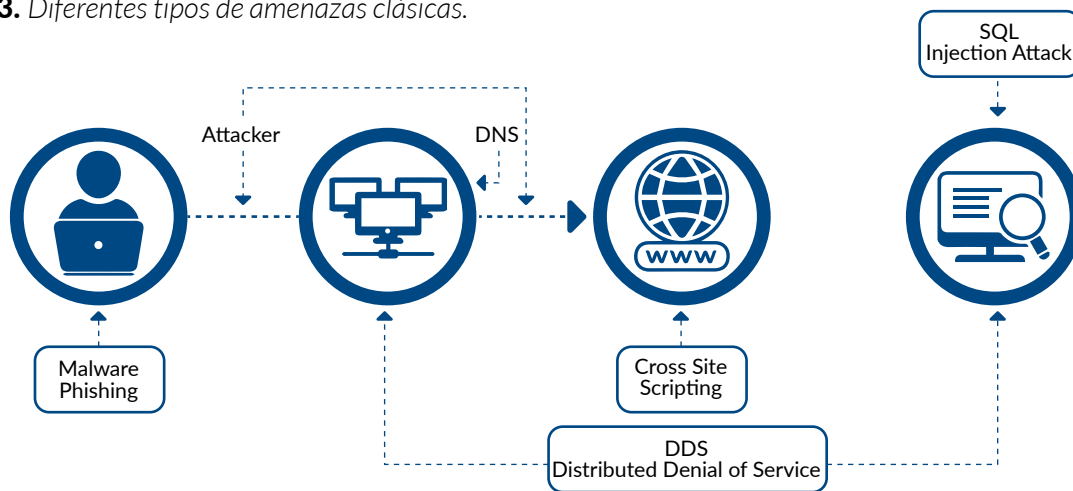 3. Diferentes tipos de amenazas clásicas.
SQL
Injection Attack
Attacker
DNS
WWW
Malware
Phishing
Cross Site
Scripting
DDS
Distributed Denial of Service